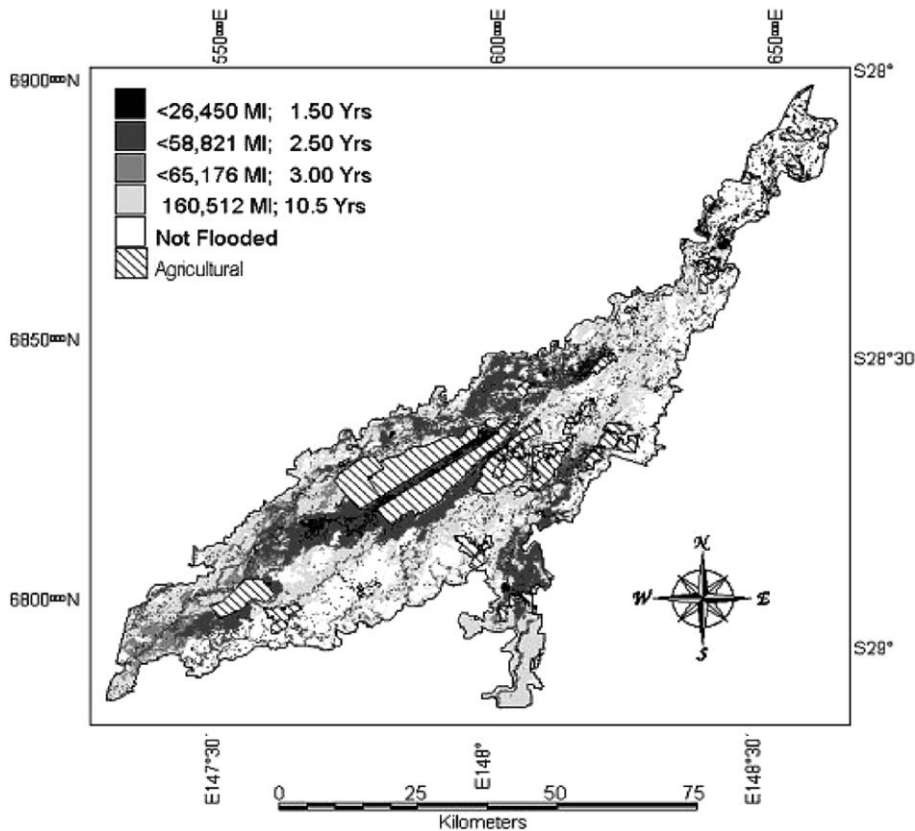 550000E
600000E
650000E
6900000N
S28°
<26,450 Ml; 1.50 Yrs
<58,821 Ml; 2.50 Yrs
<65,176 Ml; 3.00 Yrs
160,512 Ml; 10.5 Yrs
Not Flooded
Agricultural
6850000N
S28°30
6800000N
N
W
E
S
S28°
E147°30'
E148°
E148°30'
0
25
50
75
Kilometers